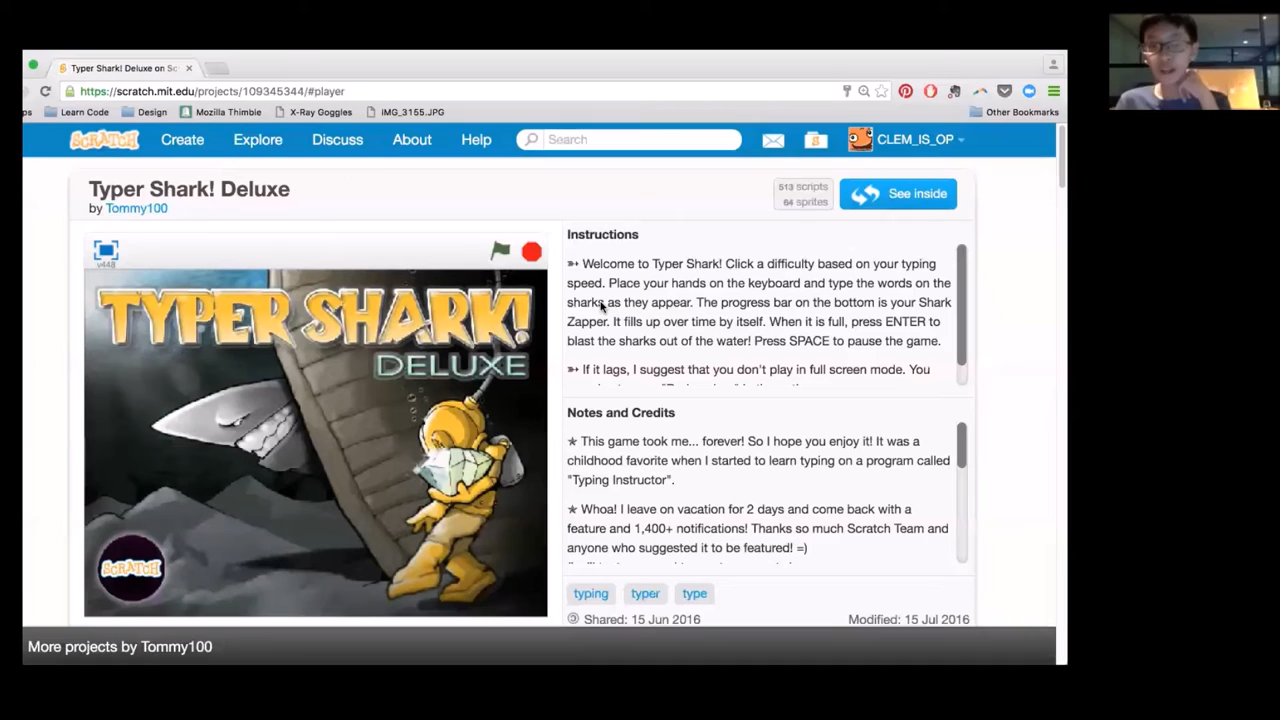 Typer Shark! Deluxe on Sc
https://scratch.mit.edu/projects/109345344/#player
ps Learn Code Design Mozilla Thimble X-Ray Goggles IMG_3155.JPG Other Bookmarks
SCRATCH Create Explore Discuss About Help Search CLEM_IS_OP
Typer Shark! Deluxe
by Tommy100
513 scripts
64 sprites
See inside
v448
TYPER SHARK!
DELUXE
SCRATCH
Instructions
➳ Welcome to Typer Shark! Click a difficulty based on your typing
speed. Place your hands on the keyboard and type the words on the
sharks as they appear. The progress bar on the bottom is your Shark
Zapper. It fills up over time by itself. When it is full, press ENTER to
blast the sharks out of the water! Press SPACE to pause the game.
➳ If it lags, I suggest that you don't play in full screen mode. You
Notes and Credits
✭ This game took me... forever! So I hope you enjoy it! It was a
childhood favorite when I started to learn typing on a program called
"Typing Instructor".
✭ Whoa! I leave on vacation for 2 days and come back with a
feature and 1,400+ notifications! Thanks so much Scratch Team and
anyone who suggested it to be featured! =)
typing typer type
Shared: 15 Jun 2016 Modified: 15 Jul 2016
More projects by Tommy100